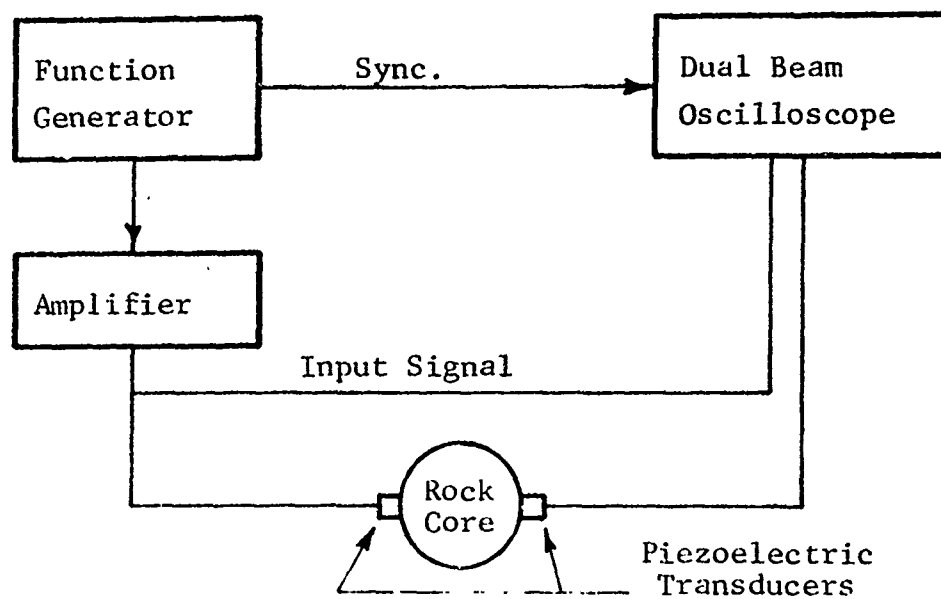 Function
Generator
Sync.
Dual Beam
Oscilloscope
Amplifier
Input Signal
Rock
Core
Piezoelectric
Transducers